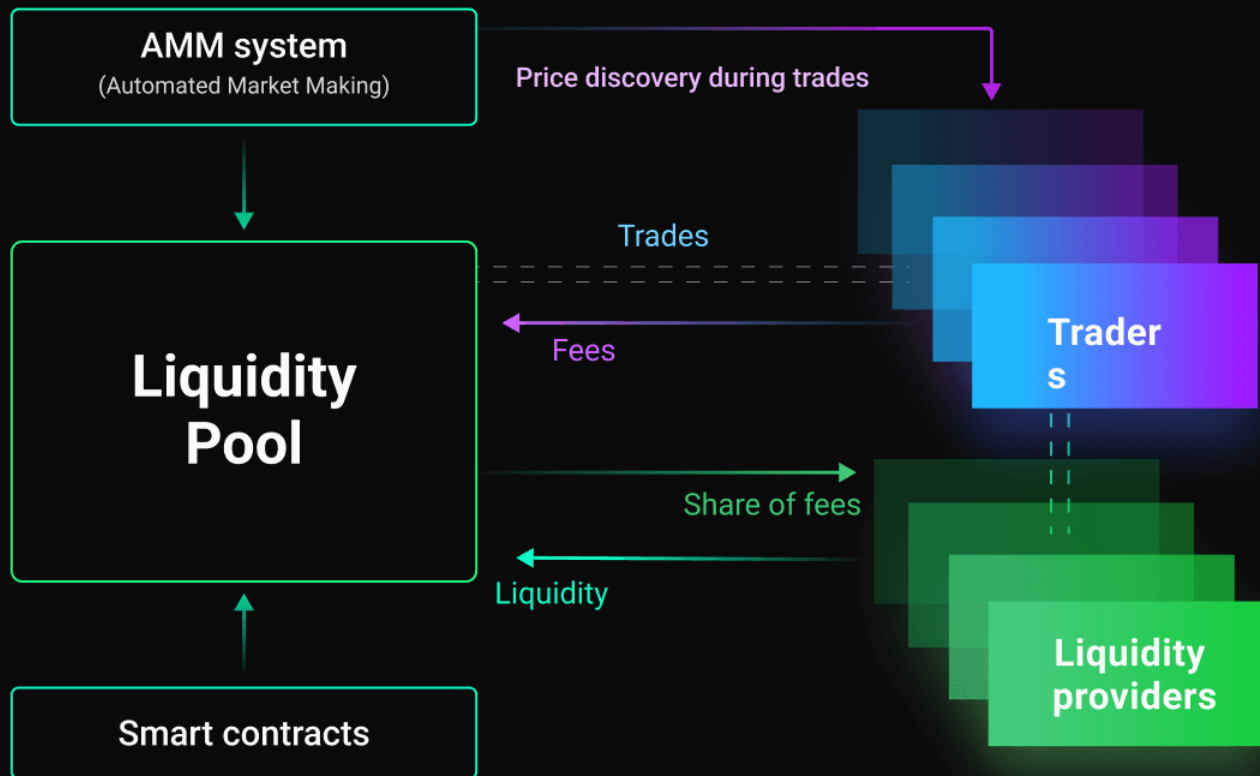 AMM system
(Automated Market Making)
Price discovery during trades
Trades
Fees
Trader
s
Liquidity
Pool
Share of fees
Liquidity
Liquidity
providers
Smart contracts